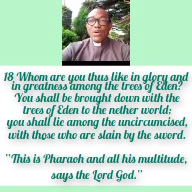 18 Whom are you thus like in glory and
in greatness among the trees of Eden?
You shall be brought down with the
trees of Eden to the nether world;
you shall lie among the uncircumcised,
with those who are slain by the sword.
"This is Pharaoh and all his multitude,
says the Lord God."